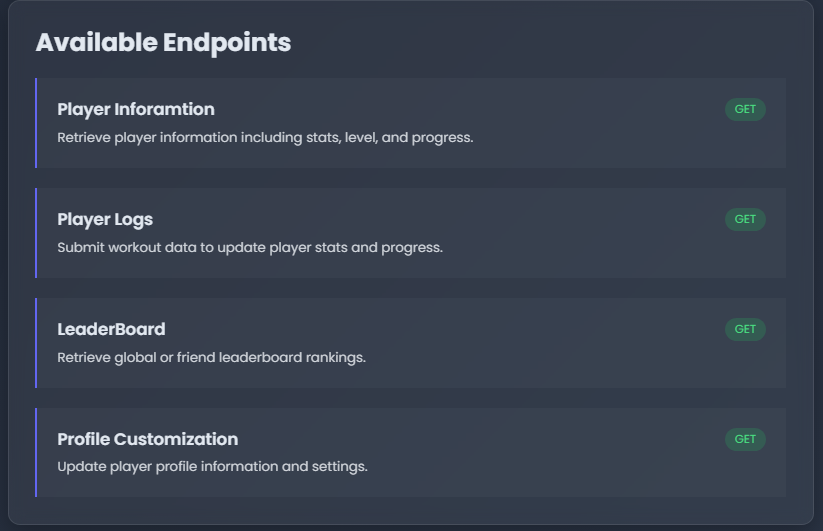 Available Endpoints
Player Inforamtion
GET
Retrieve player information including stats, level, and progress.
Player Logs
GET
Submit workout data to update player stats and progress.
LeaderBoard
GET
Retrieve global or friend leaderboard rankings.
Profile Customization
GET
Update player profile information and settings.